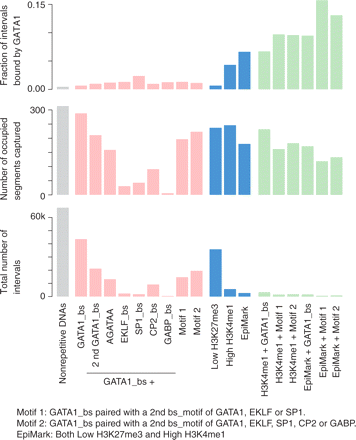 Fraction of intervals
bound by GATA1
0.15
0.00
Number of occupied
segments captured
300
200
0
Total number of
intervals
60k
0
Nonrepetitive DNAs
GATA1_bs
2 nd GATA1_bs
AGATAA
EKLF_bs
SP1_bs
CP2_bs
GABP_bs
Motif 1
Motif 2
Low H3K27me3
High H3K4me1
EpiMark
H3K4me1 + GATA1_bs
H3K4me1 + Motif 1
H3K4me1 + Motif 2
EpiMark + GATA1_bs
EpiMark + Motif 1
EpiMark + Motif 2
GATA1_bs +
Motif 1: GATA1_bs paired with a 2nd bs_motif of GATA1, EKLF or SP1.
Motif 2: GATA1_bs paired with a 2nd bs_motif of GATA1, EKLF, SP1, CP2 or GABP.
EpiMark: Both Low H3K27me3 and High H3K4me1